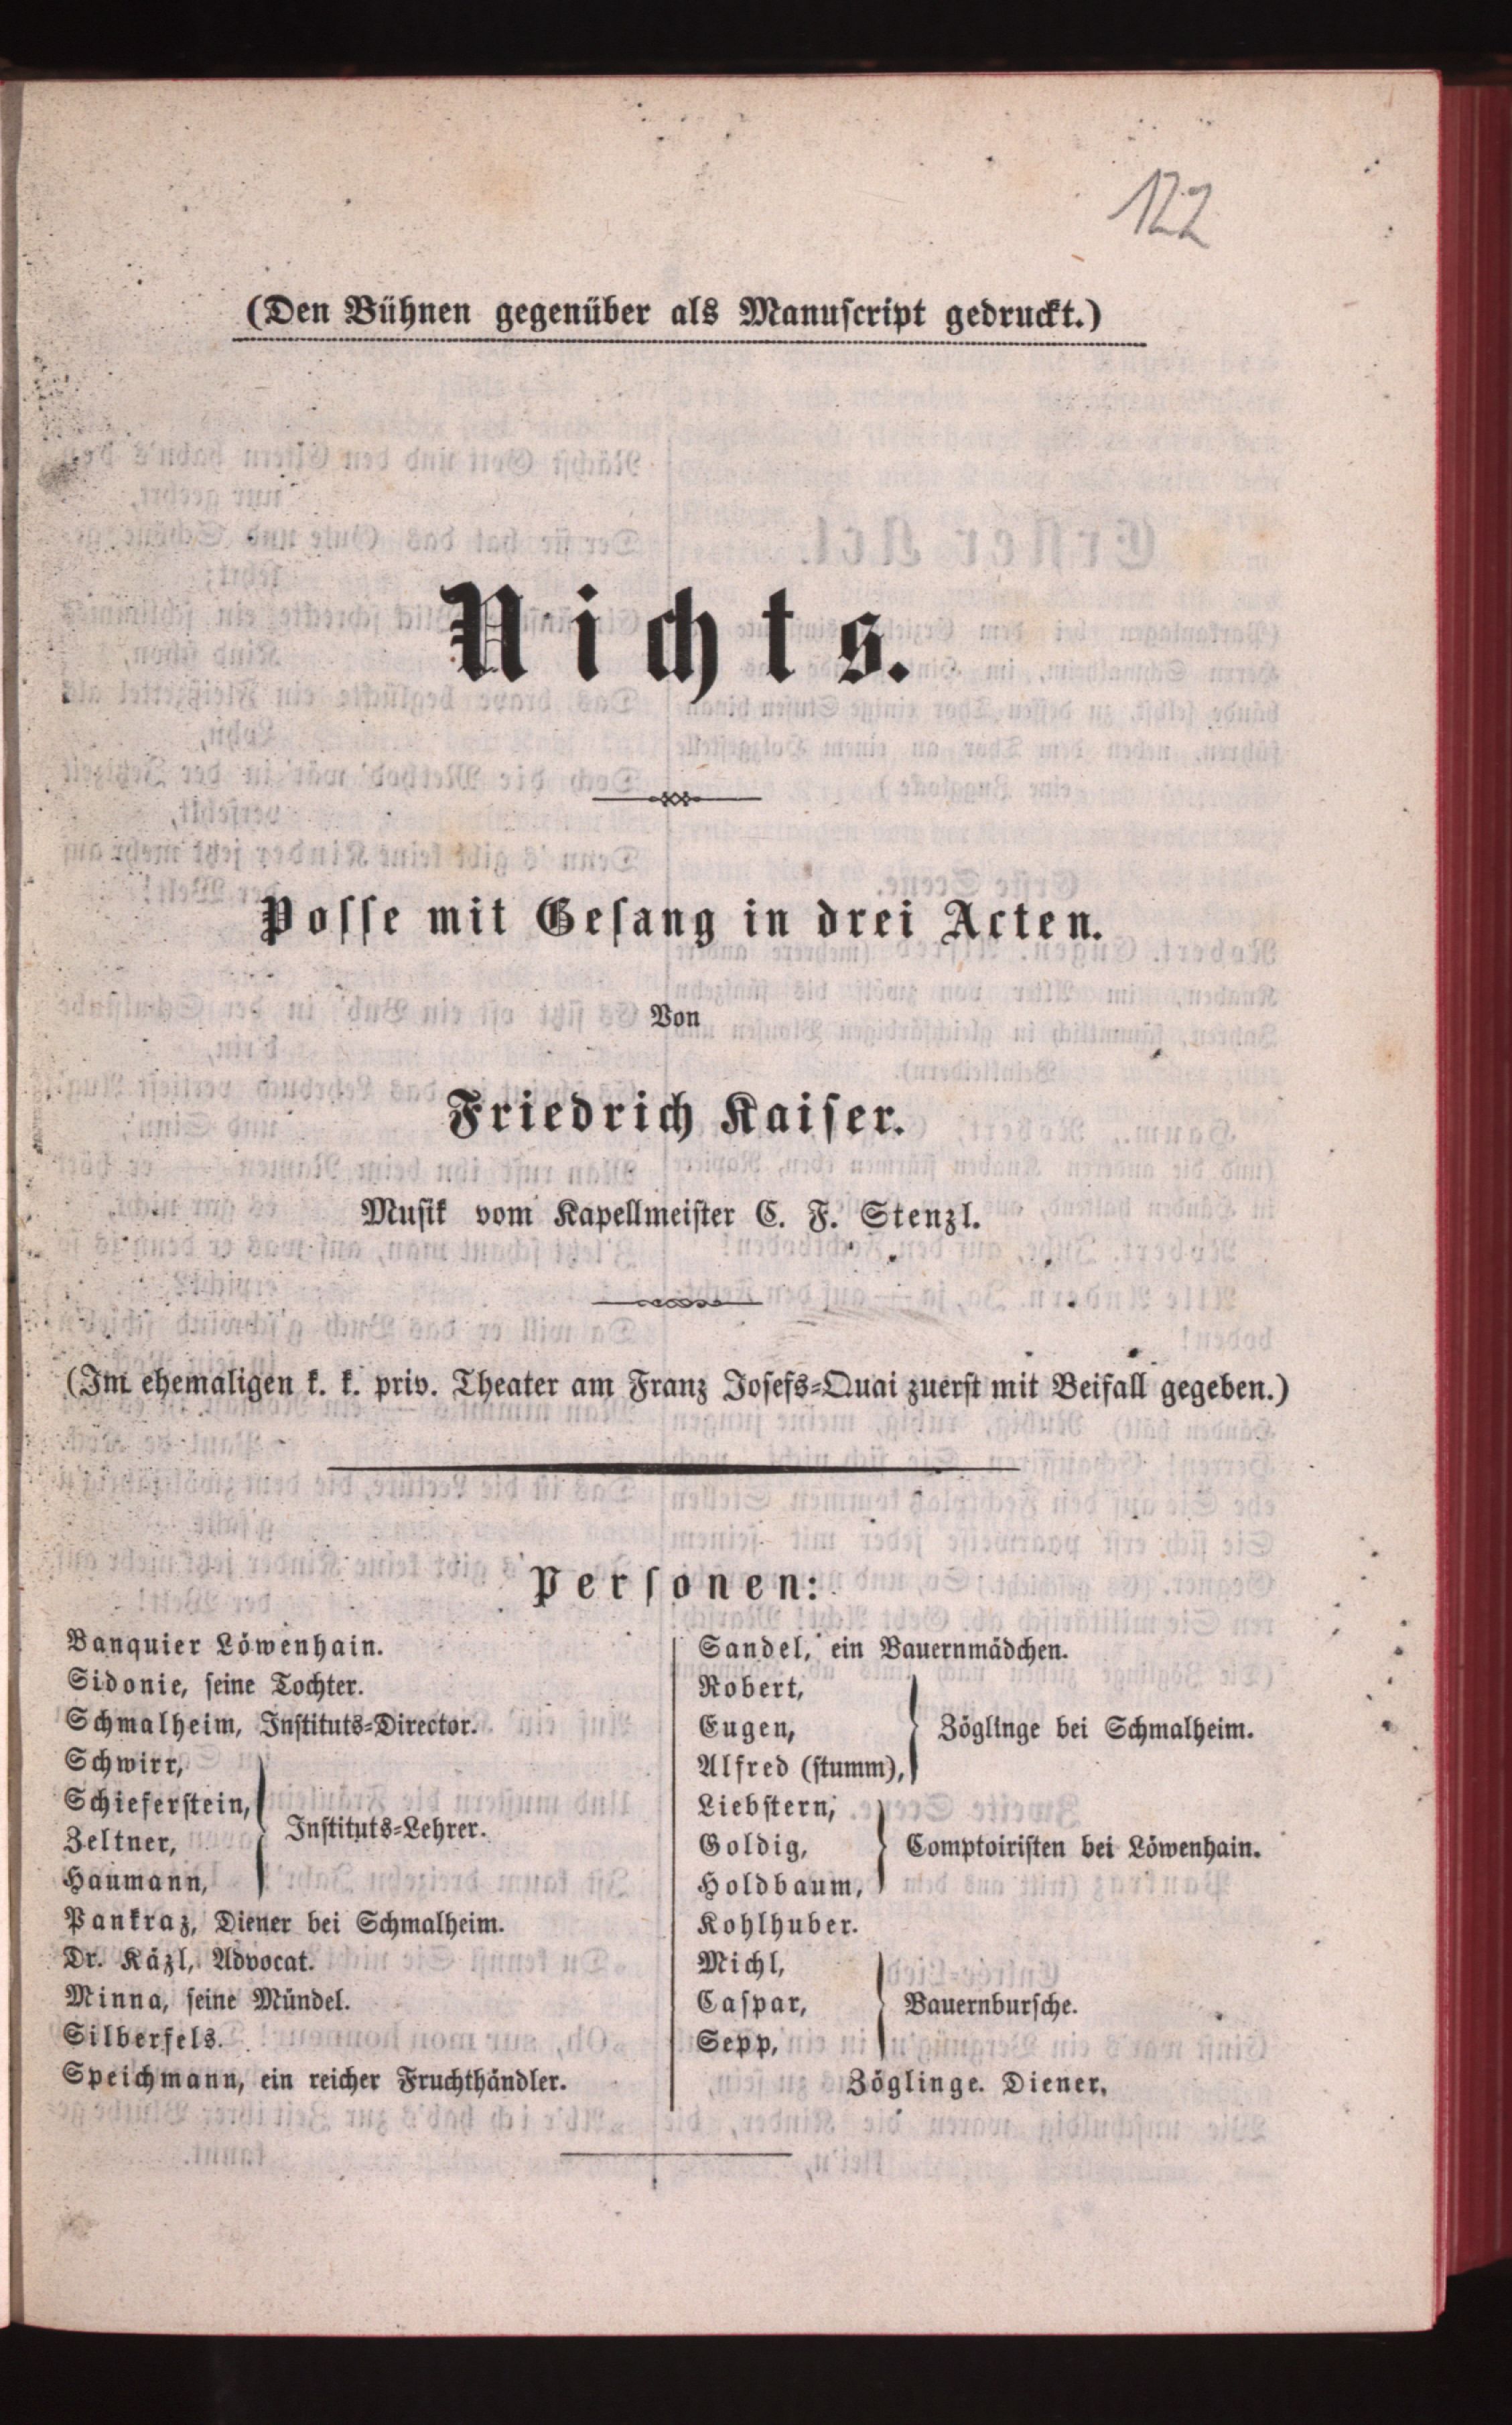 122
(Den Bühnen gegenüber als Manuscript gedruckt.)
Nichts.
Posse mit Gesang in drei Acten.
Von
Friedrich Kaiser.
Musik vom Kapellmeister C. F. Stenzl.
(Im ehemaligen k. k. priv. Theater am Franz Josefs-Quai zuerst mit Beifall gegeben.)
Personen:
Banquier Löwenhain.
Sidonie, seine Tochter.
Schmalheim, Instituts-Director.
Schwirr,
Schieferstein,
Zeltner,
Haumann,
Instituts-Lehrer.
Pankraz, Diener bei Schmalheim.
Dr. Käzl, Advocat.
Minna, seine Mündel.
Silberfels.
Speichmann, ein reicher Fruchthändler.
Sandel, ein Bauernmädchen.
Robert,
Eugen,
Alfred (stumm),
Zöglinge bei Schmalheim.
Liebstern,
Goldig,
Holdbaum,
Comptoiristen bei Löwenhain.
Kohlhuber.
Michl,
Caspar,
Sepp,
Bauernbursche.
Zöglinge. Diener.